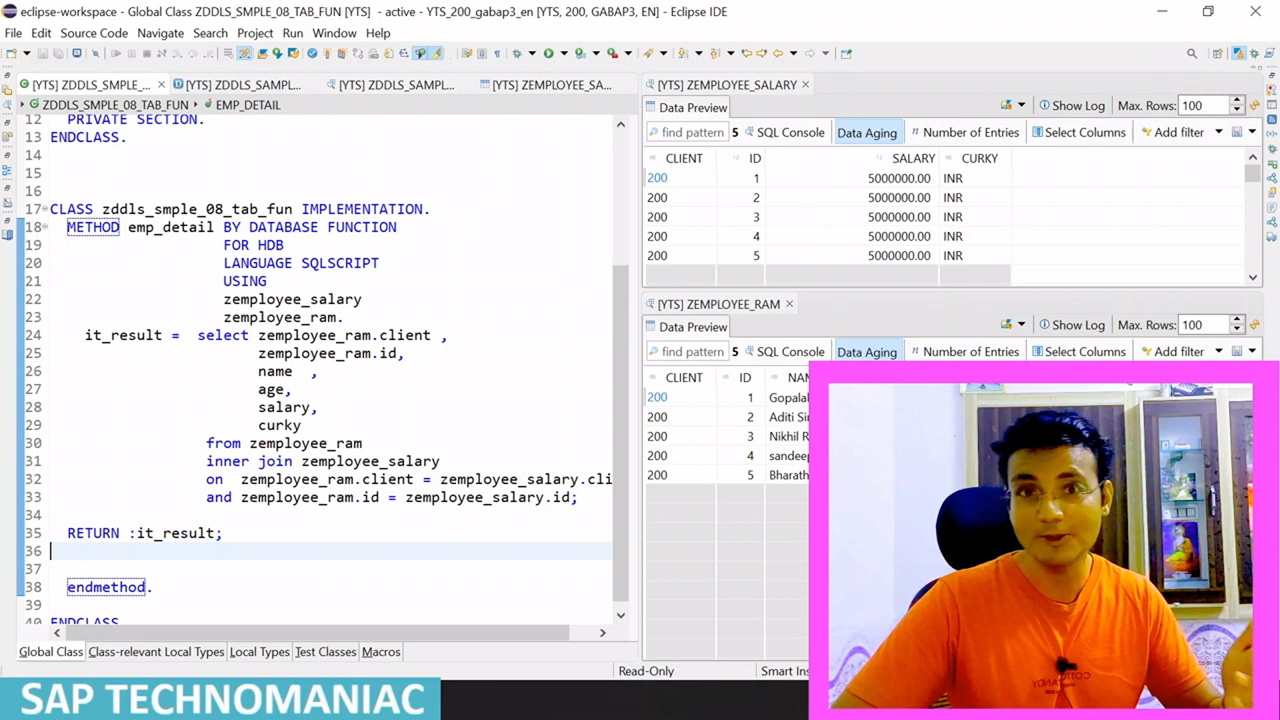 eclipse-workspace - Global Class ZDDLS_SMPLE_08_TAB_FUN [YTS] - active - YTS_200_gabap3_en [YTS, 200, GABAP3, EN] - Eclipse IDE
File Edit Source Code Navigate Search Project Run Window Help
[YTS] ZDDLS_SMPLE_... [YTS] ZDDLS_SAMPL... [YTS] ZDDLS_SAMPL... [YTS] ZEMPLOYEE_SA...
ZDDLS_SMPLE_08_TAB_FUN EMP_DETAIL
12 PRIVATE SECTION.
13 ENDCLASS.
14
15
16
17 CLASS zddls_smple_08_tab_fun IMPLEMENTATION.
18 METHOD emp_detail BY DATABASE FUNCTION
19 FOR HDB
20 LANGUAGE SQLSCRIPT
21 USING
22 zemployee_salary
23 zemployee_ram.
24 it_result = select zemployee_ram.client ,
25 zemployee_ram.id,
26 name ,
27 age,
28 salary,
29 curky
30 from zemployee_ram
31 inner join zemployee_salary
32 on zemployee_ram.client = zemployee_salary.cli
33 and zemployee_ram.id = zemployee_salary.id;
34
35 RETURN :it_result;
36
37
38 endmethod.
39
40 ENDCLASS
Global Class Class-relevant Local Types Local Types Test Classes Macros
[YTS] ZEMPLOYEE_SALARY
Data Preview Show Log Max. Rows: 100
find pattern 5 SQL Console Data Aging Number of Entries Select Columns Add filter
CLIENT ID SALARY CURKY
200 1 5000000.00 INR
200 2 5000000.00 INR
200 3 5000000.00 INR
200 4 5000000.00 INR
200 5 5000000.00 INR
[YTS] ZEMPLOYEE_RAM
Data Preview Show Log Max. Rows: 100
find pattern 5 SQL Console Data Aging Number of Entries Select Columns Add filter
CLIENT ID NAM
200 1 Gopalal
200 2 Aditi Si
200 3 Nikhil R
200 4 sandeep
200 5 Bharath
Read-Only Smart Ins
SAP TECHNOMANIAC